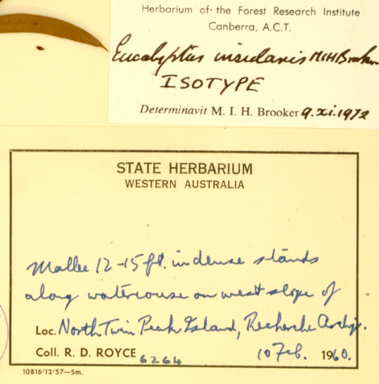 Herbarium of the Forest Research Institute
Canberra, A.C.T.
Eucalyptus insularis M.I.H. Brooker
ISOTYPE
Determinavit M. I. H. Brooker 9.xi.1972
STATE HERBARIUM
WESTERN AUSTRALIA
Mallee 12-15 ft. in dense stands
along watercourse on west slope of
Loc. North Twin Peak Island, Recherche Archip.
Coll. R. D. ROYCE 6264 10 Feb. 1960.
10816/12/57—5m.